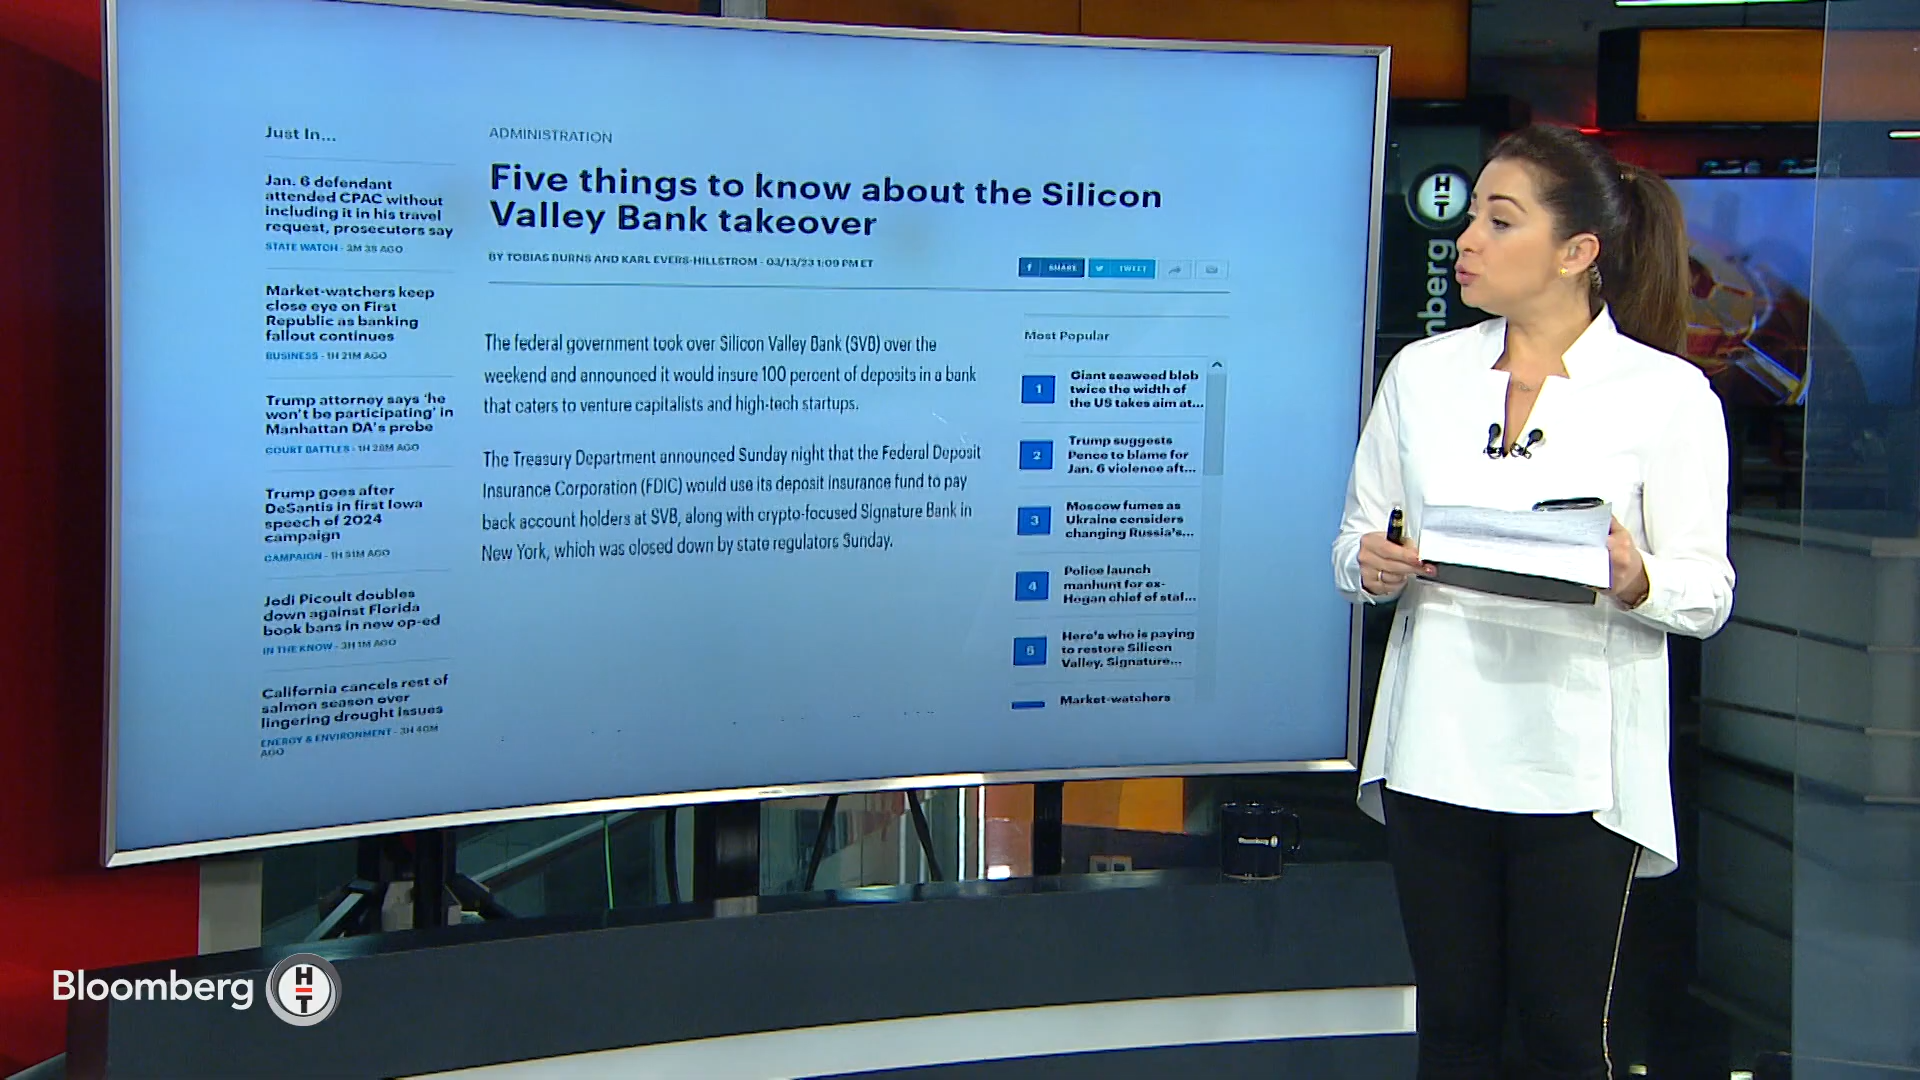 Just In...
Jan. 6 defendant
attended CPAC without
including it in his travel
request, prosecutors say
STATE WATCH - 3M 3S AGO
Market-watchers keep
close eye on First
Republic as banking
fallout continues
BUSINESS - 1H 21M AGO
Trump attorney says 'he
won't be participating' in
Manhattan DA's probe
COURT BATTLES - 1H 28M AGO
Trump goes after
DeSantis in first Iowa
speech of 2024
campaign
CAMPAIGN - 1H 31M AGO
Jodi Picoult doubles
down against Florida
book bans in new op-ed
IN THE KNOW - 3H 1M AGO
California cancels rest of
salmon season over
lingering drought issues
ENERGY & ENVIRONMENT - 3H 40M
AGO
ADMINISTRATION
Five things to know about the Silicon
Valley Bank takeover
BY TOBIAS BURNS AND KARL EVERS-HILLSTROM - 03/13/23 1:09 PM ET
f SHARE
TWEET
The federal government took over Silicon Valley Bank (SVB) over the
weekend and announced it would insure 100 percent of deposits in a bank
that caters to venture capitalists and high-tech startups.
The Treasury Department announced Sunday night that the Federal Deposit
Insurance Corporation (FDIC) would use its deposit insurance fund to pay
back account holders at SVB, along with crypto-focused Signature Bank in
New York, which was closed down by state regulators Sunday.
Most Popular
1
Giant seaweed blob
twice the width of
the US takes aim at...
2
Trump suggests
Pence to blame for
Jan. 6 violence aft...
3
Moscow fumes as
Ukraine considers
changing Russia's...
4
Police launch
manhunt for ex-
Hogan chief of staf...
5
Here's who is paying
to restore Silicon
Valley, Signature...
Market-watchers
HT
nberg
Bloomberg
Bloomberg HT